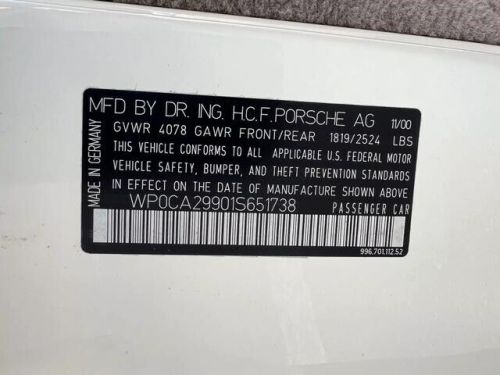 MFD BY DR. ING. H.C.F. PORSCHE AG 11/00
GVWR 4078 GAWR FRONT/REAR 1819/2524 LBS
THIS VEHICLE CONFORMS TO ALL APPLICABLE U.S. FEDERAL MOTOR
VEHICLE SAFETY, BUMPER, AND THEFT PREVENTION STANDARDS
IN EFFECT ON THE DATE OF MANUFACTURE SHOWN ABOVE
WP0CA29901S651738 PASSENGER CAR
996.701.112.52
MADE IN GERMANY